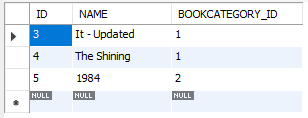 ID NAME BOOKCATEGORY_ID
3 It - Updated 1
4 The Shining 1
5 1984 2
NULL NULL NULL